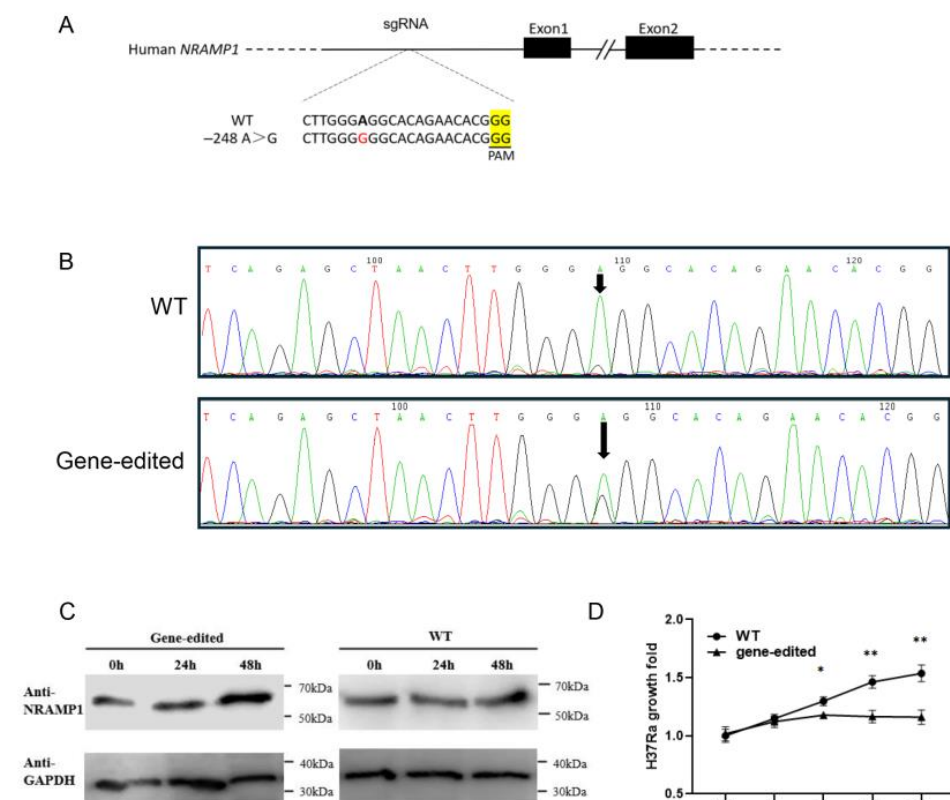 A
sgRNA
Human NRAMP1
Exon1
Exon2
WT CTTGGGAGGCACAGAACACGGG
–248 A>G CTTGGGGGGCACAGAACACGGG
PAM
B
WT
100 110 120
T C A G A G C T A A C T T G G G A G G C A C A G A A C A C G G
Gene-edited
100 110 120
T C A G A G C T A A C T T G G G A G G C A C A G A A C A C G G
C
Gene-edited WT
0h 24h 48h 0h 24h 48h
Anti-
NRAMP1
70kDa
50kDa
70kDa
50kDa
Anti-
GAPDH
40kDa
30kDa
40kDa
30kDa
D
H37Ra growth fold
2.0
1.5
1.0
0.5
WT
gene-edited
*
**
**